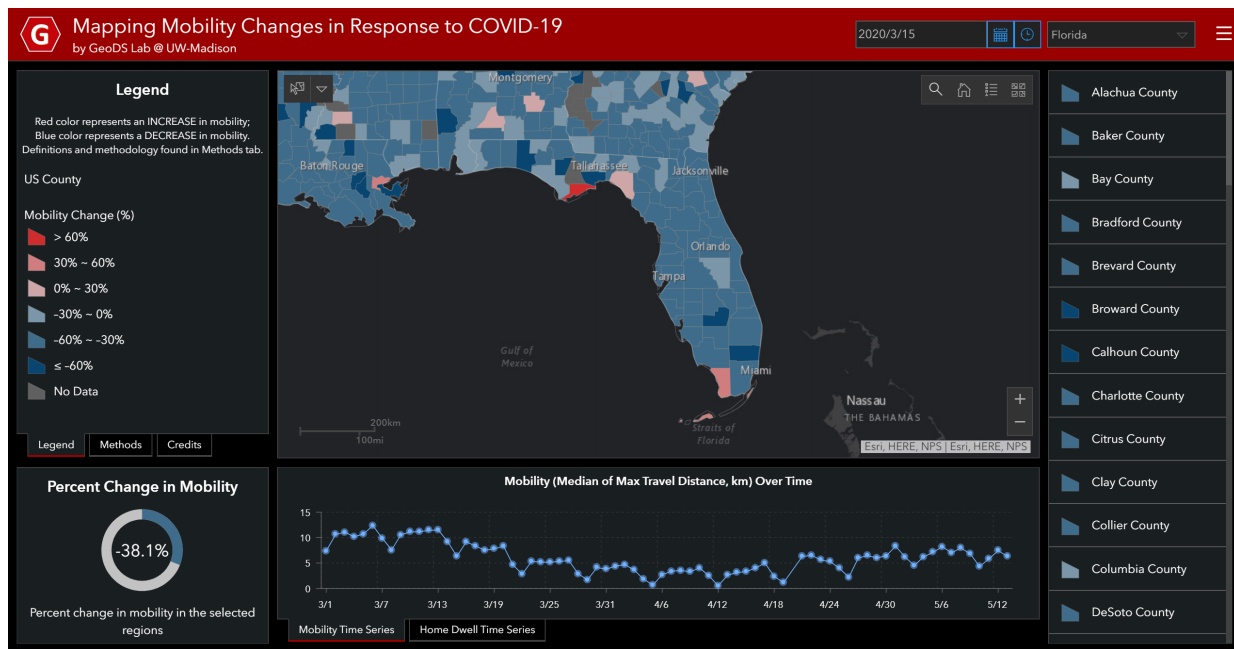 G
Mapping Mobility Changes in Response to COVID-19
by GeoDS Lab @ UW-Madison
2020/3/15
Florida
Legend
Red color represents an INCREASE in mobility;
Blue color represents a DECREASE in mobility.
Definitions and methodology found in Methods tab.
US County
Mobility Change (%)
> 60%
30% ~ 60%
0% ~ 30%
-30% ~ 0%
-60% ~ -30%
≤ -60%
No Data
Legend
Methods
Credits
Montgomery
Baton Rouge
Tallahassee
Jacksonville
Orlando
Tampa
Gulf of
Mexico
Miami
Nassau
THE BAHAMAS
Straits of
Florida
200km
100mi
+
−
Esri, HERE, NPS | Esri, HERE, NPS
Alachua County
Baker County
Bay County
Bradford County
Brevard County
Broward County
Calhoun County
Charlotte County
Citrus County
Clay County
Collier County
Columbia County
DeSoto County
Percent Change in Mobility
-38.1%
Percent change in mobility in the selected
regions
Mobility (Median of Max Travel Distance, km) Over Time
15
10
5
0
3/1
3/7
3/13
3/19
3/25
3/31
4/6
4/12
4/18
4/24
4/30
5/6
5/12
Mobility Time Series
Home Dwell Time Series